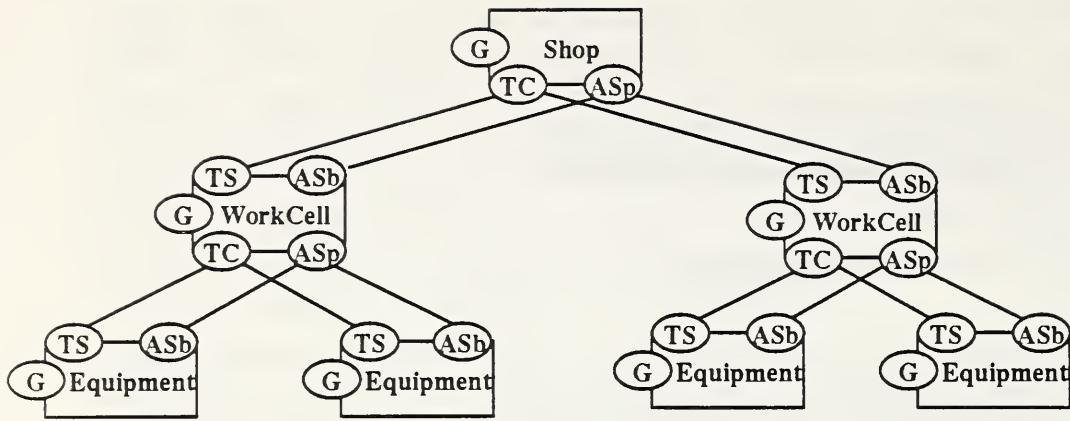 G Shop
TC ASp
TS ASb TS ASb
G WorkCell G WorkCell
TC ASp TC ASp
TS ASb TS ASb TS ASb TS ASb
G Equipment G Equipment G Equipment G Equipment